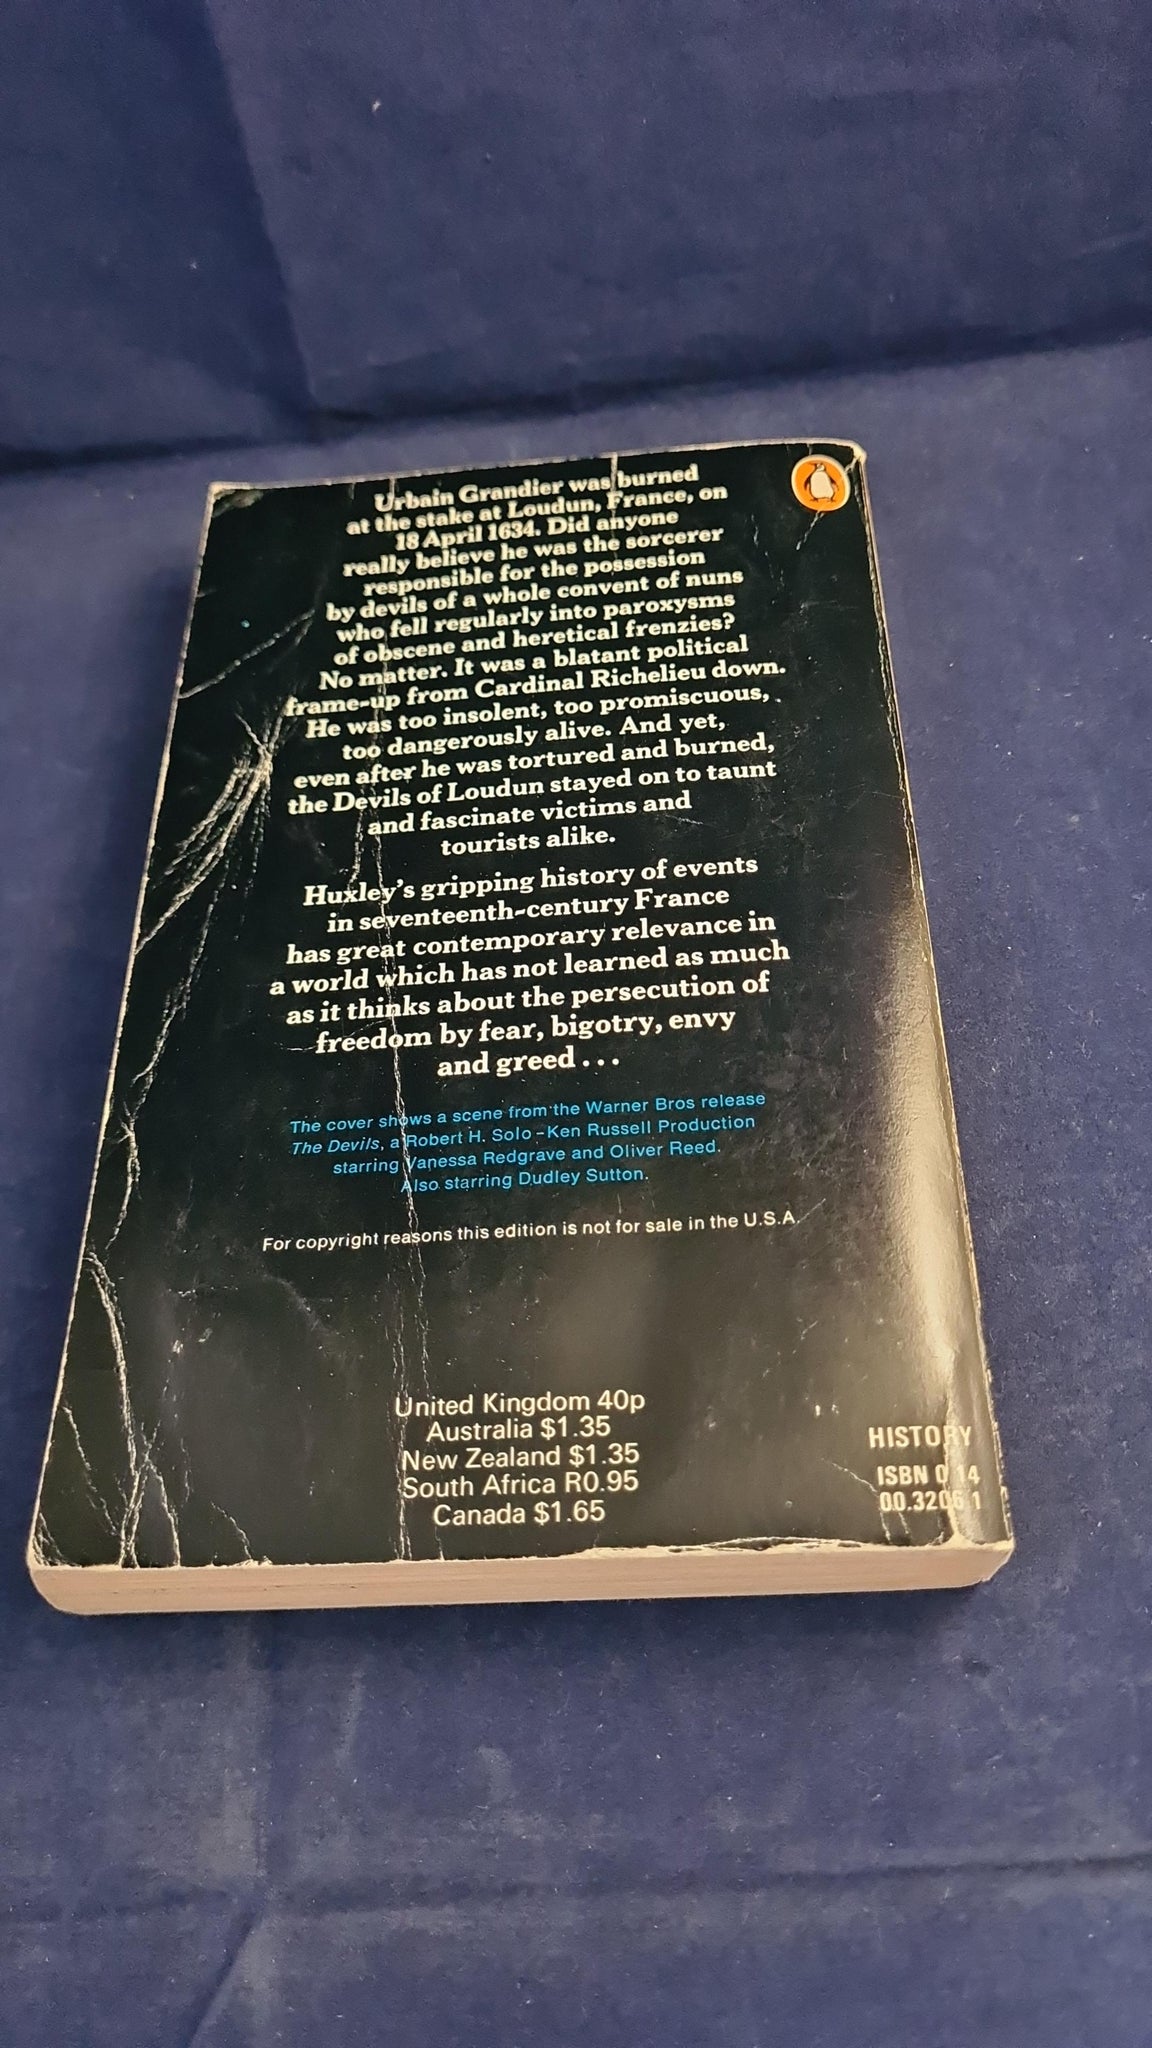 Urbain Grandier was burned
at the stake at Loudun, France, on
18 April 1634. Did anyone
really believe he was the sorcerer
responsible for the possession
by devils of a whole convent of nuns
who fell regularly into paroxysms
of obscene and heretical frenzies?
No matter. It was a blatant political
frame-up from Cardinal Richelieu down.
He was too insolent, too promiscuous,
too dangerously alive. And yet,
even after he was tortured and burned,
the Devils of Loudun stayed on to taunt
and fascinate victims and
tourists alike.
Huxley's gripping history of events
in seventeenth-century France
has great contemporary relevance in
a world which has not learned as much
as it thinks about the persecution of
freedom by fear, bigotry, envy
and greed ...
The cover shows a scene from the Warner Bros release
The Devils, a Robert H. Solo-Ken Russell Production
starring Vanessa Redgrave and Oliver Reed.
Also starring Dudley Sutton.
For copyright reasons this edition is not for sale in the U.S.A.
United Kingdom 40p
Australia $1.35
New Zealand $1.35
South Africa R0.95
Canada $1.65
HISTORY
ISBN 0 14
00.3206 1